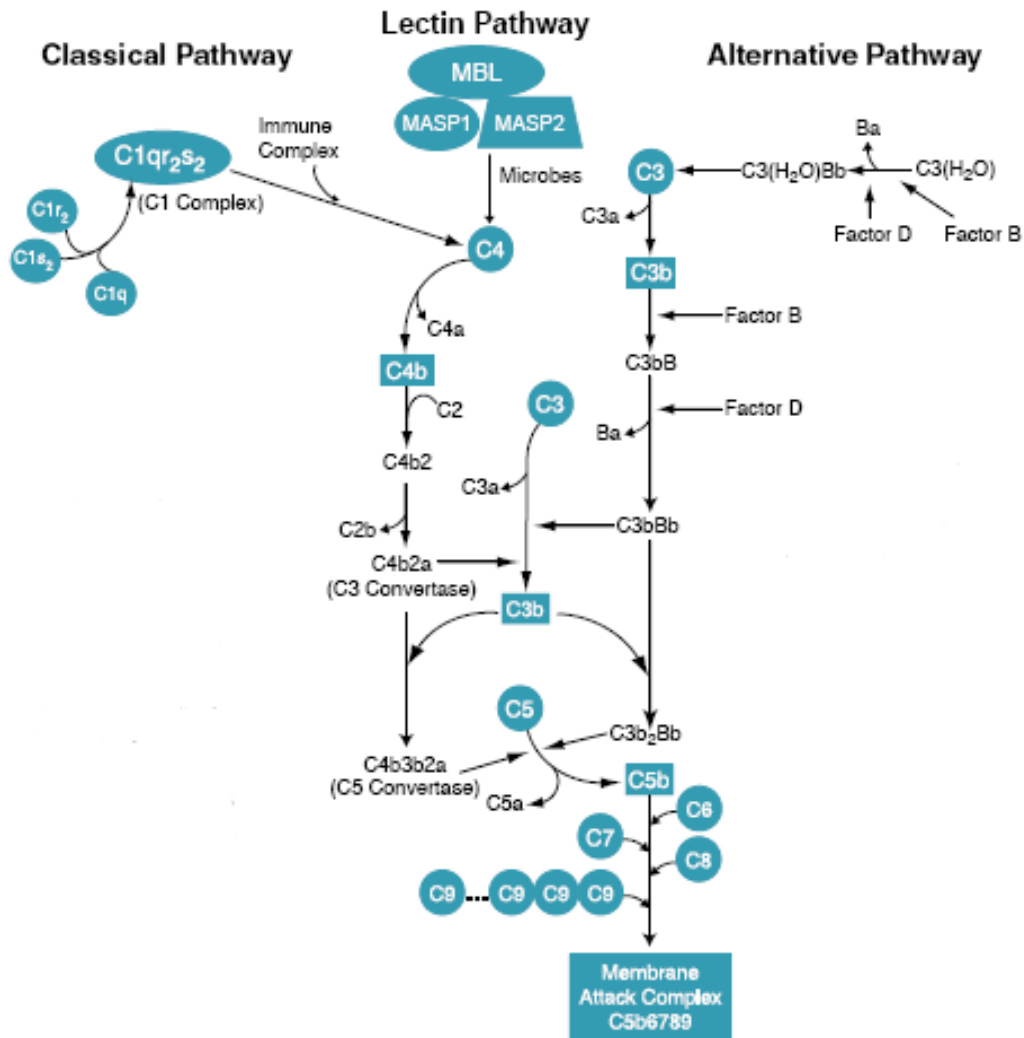 Lectin Pathway
Classical Pathway
Alternative Pathway
MBL
MASP1
MASP2
Immune
Complex
Ba
C1qr₂s₂
(C1 Complex)
Microbes
C3
C3(H₂O)Bb
C3(H₂O)
C1r₂
C3a
Factor D
Factor B
C1s₂
C4
C1q
C3b
C4a
Factor B
C4b
C3bB
C2
C3
Factor D
Ba
C4b2
C3a
C2b
C3bBb
C4b2a
(C3 Convertase)
C3b
C5
C3b₂Bb
C4b3b2a
(C5 Convertase)
C5b
C5a
C6
C7
C8
C9
C9
C9
C9
Membrane
Attack Complex
C5b6789